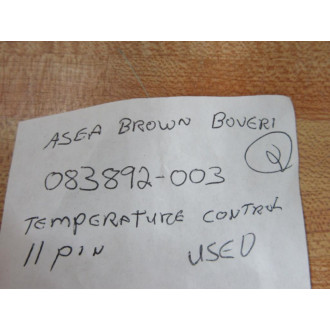 ASEA BROWN BOVERI
Q
083892-003
TEMPERATURE CONTROL
11 PIN USED